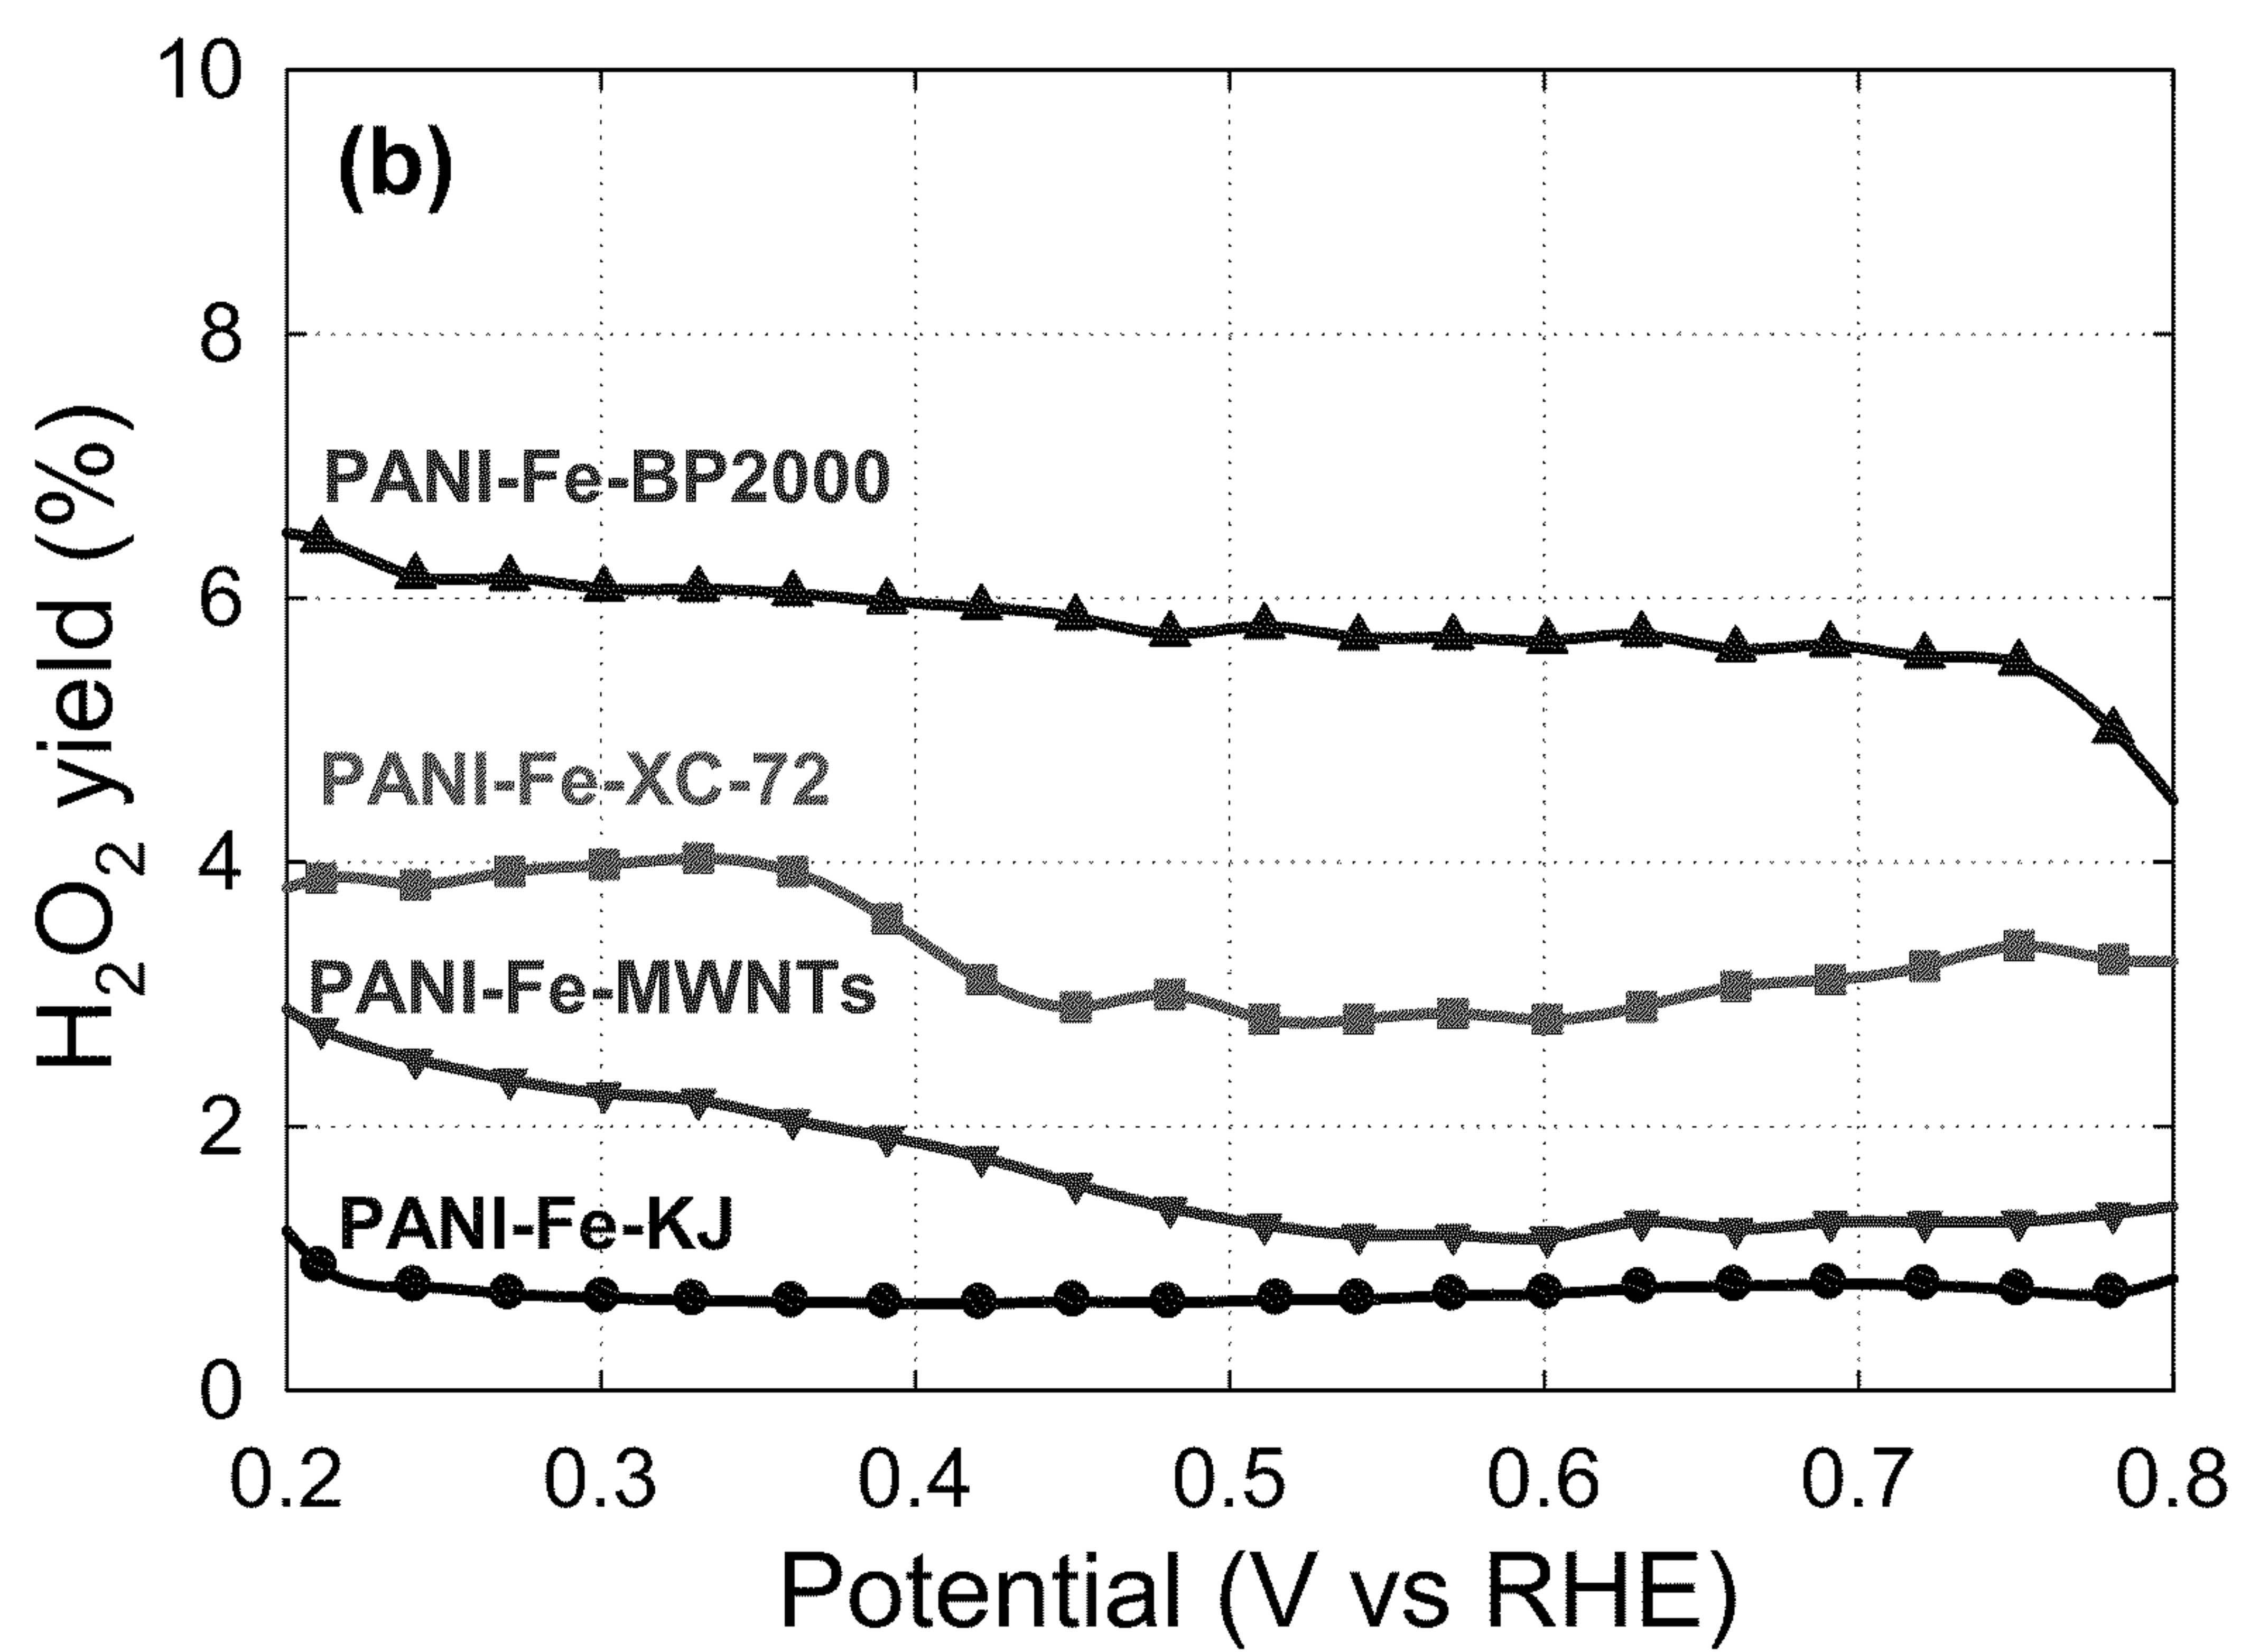 (b)
10
8
6
4
2
0
H₂O₂ yield (%)
PANI-Fe-BP2000
PANI-Fe-XC-72
PANI-Fe-MWNTs
PANI-Fe-KJ
0.2 0.3 0.4 0.5 0.6 0.7 0.8
Potential (V vs RHE)